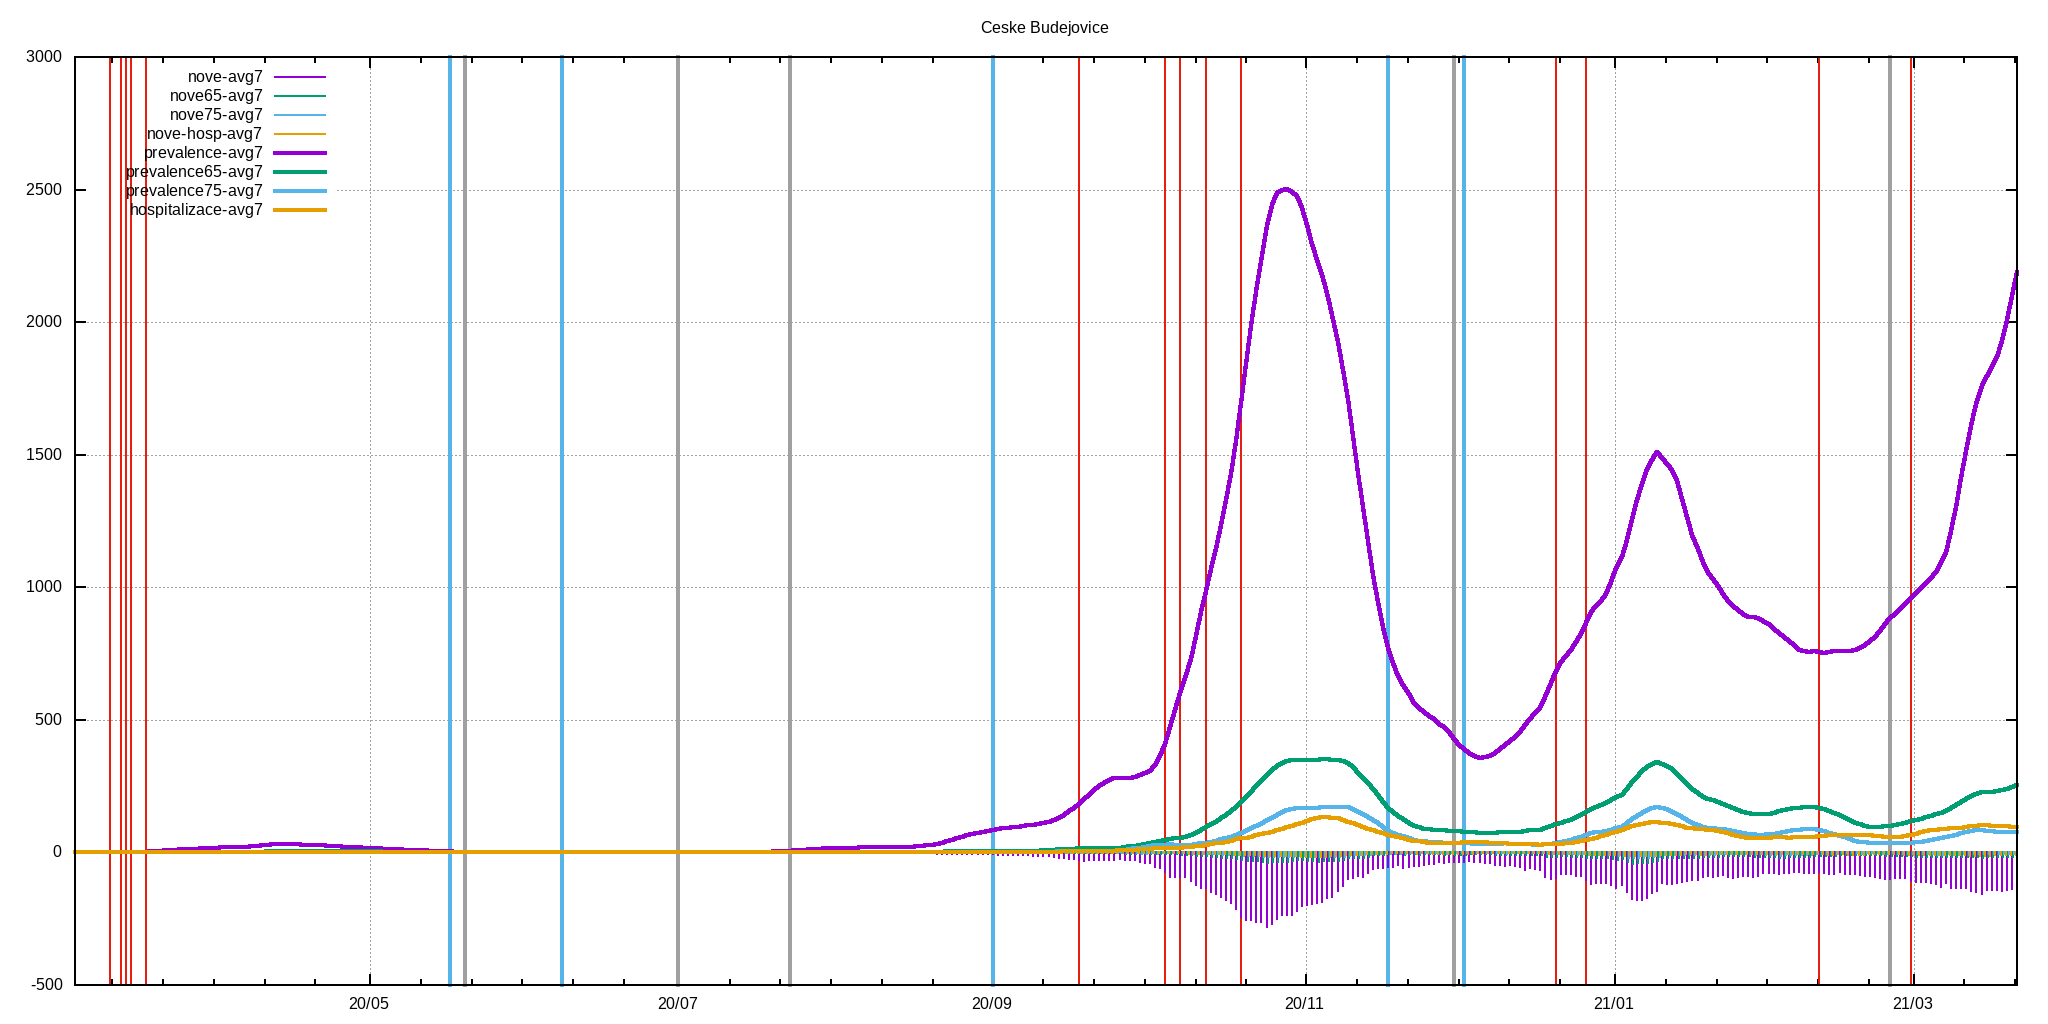 Ceske Budejovice
3000
2500
2000
1500
1000
500
0
-500
nove-avg7
nove65-avg7
nove75-avg7
nove-hosp-avg7
prevalence-avg7
prevalence65-avg7
prevalence75-avg7
hospitalizace-avg7
20/05
20/07
20/09
20/11
21/01
21/03